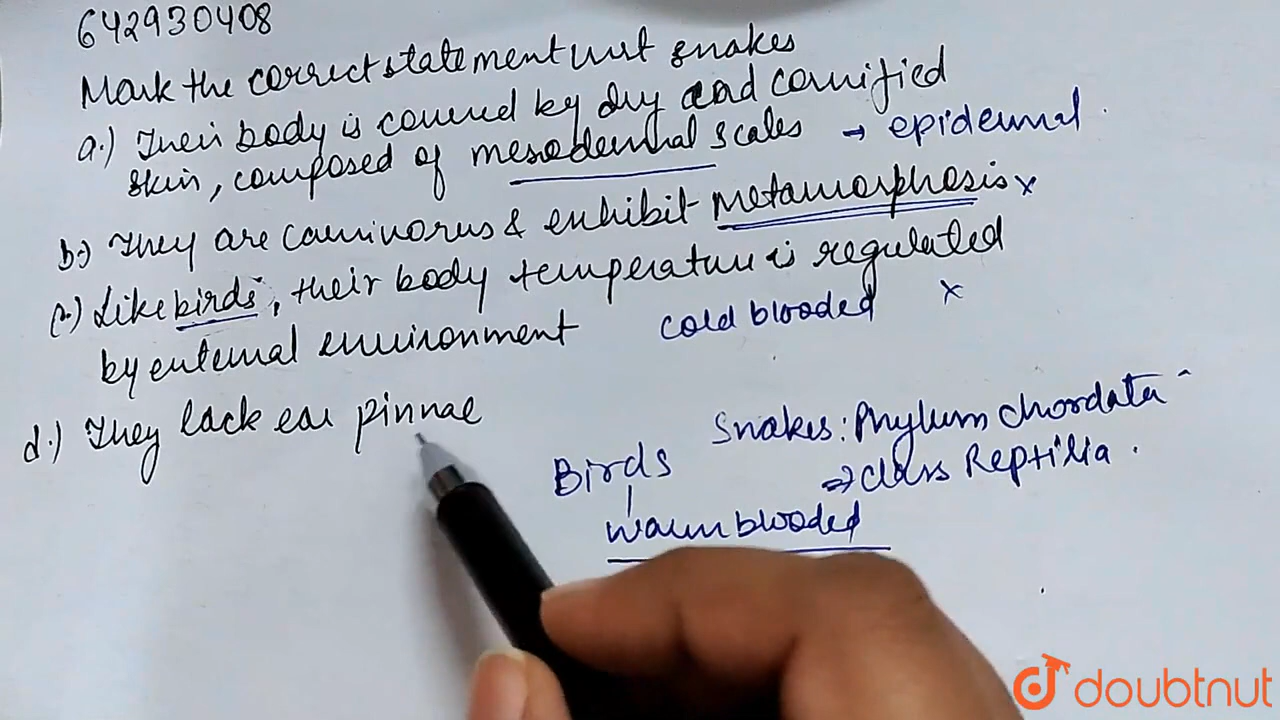 642930408
Mark the correct statement wrt snakes
a.) Their body is covered by dry and cornified
skin, composed of mesodermal scales → epidermal.
b.) They are carnivorus & exhibit metamorphosis x
c.) Like birds, their body temperature is regulated
by external environment cold blooded x
d.) They lack ear pinnae
Snakes: Phylum chordata
⇒ class Reptilia.
Birds
warm blooded
doubtnut